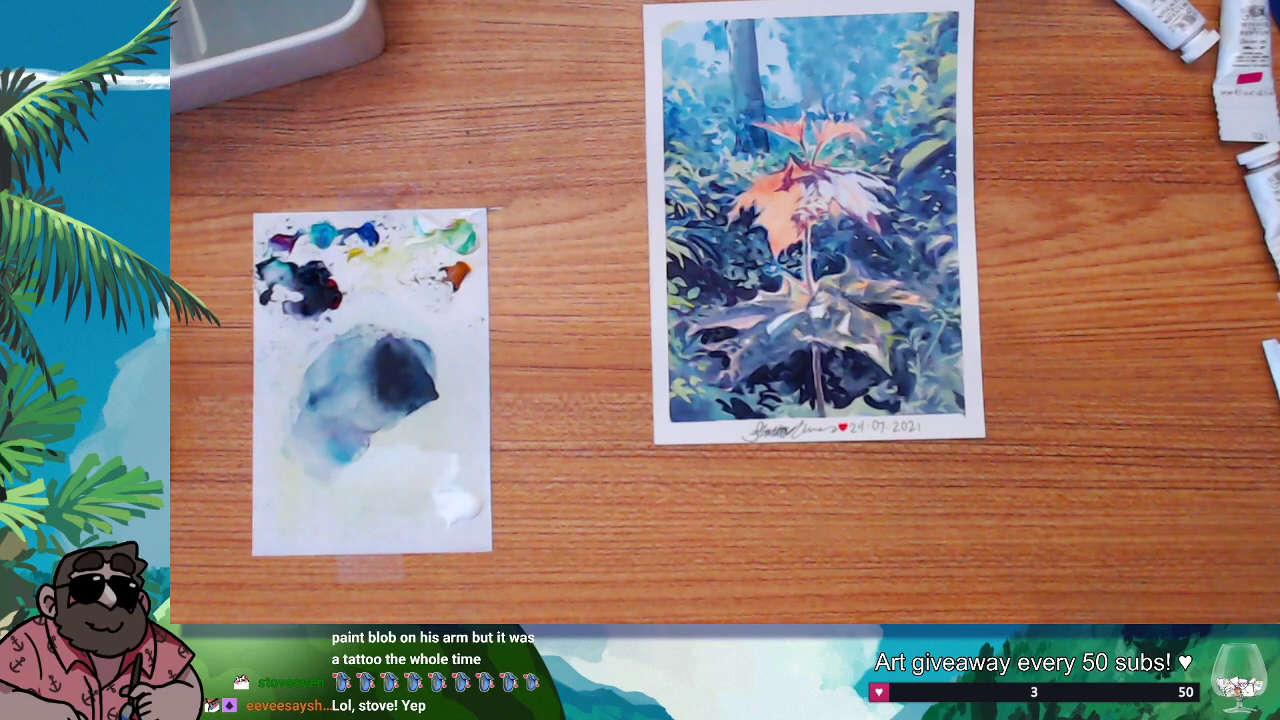 24.07.2021
paint blob on his arm but it was
a tattoo the whole time
stoveoven
eeveesaysh... Lol, stove! Yep
Art giveaway every 50 subs! ♥
3 50